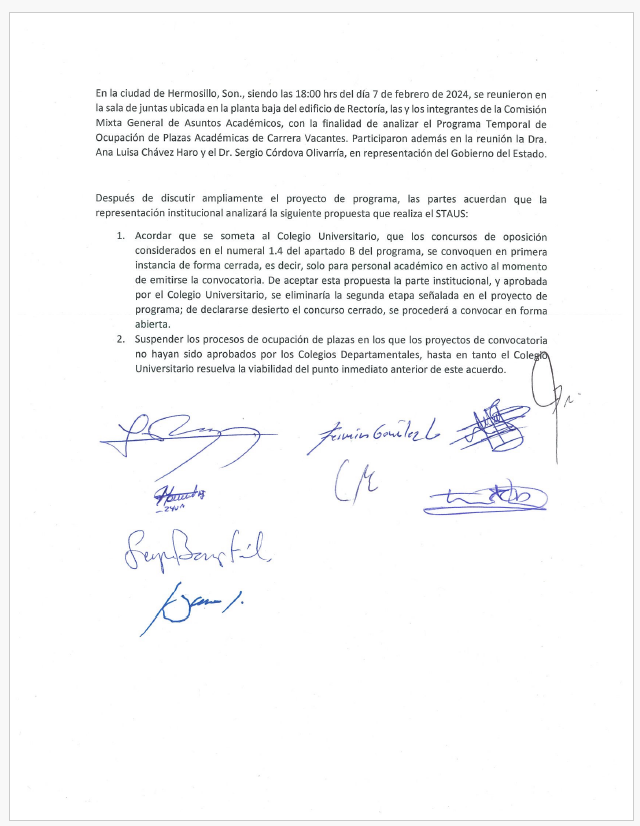 En la ciudad de Hermosillo, Son., siendo las 18:00 hrs del día 7 de febrero de 2024, se reunieron en
la sala de juntas ubicada en la planta baja del edificio de Rectoría, las y los integrantes de la Comisión
Mixta General de Asuntos Académicos, con la finalidad de analizar el Programa Temporal de
Ocupación de Plazas Académicas de Carrera Vacantes. Participaron además en la reunión la Dra.
Ana Luisa Chávez Haro y el Dr. Sergio Córdova Olivarría, en representación del Gobierno del Estado.
Después de discutir ampliamente el proyecto de programa, las partes acuerdan que la
representación institucional analizará la siguiente propuesta que realiza el STAUS:
1. Acordar que se someta al Colegio Universitario, que los concursos de oposición
considerados en el numeral 1.4 del apartado B del programa, se convoquen en primera
instancia de forma cerrada, es decir, solo para personal académico en activo al momento
de emitirse la convocatoria. De aceptar esta propuesta la parte institucional, y aprobada
por el Colegio Universitario, se eliminaría la segunda etapa señalada en el proyecto de
programa; de declararse desierto el concurso cerrado, se procederá a convocar en forma
abierta.
2. Suspender los procesos de ocupación de plazas en los que los proyectos de convocatoria
no hayan sido aprobados por los Colegios Departamentales, hasta en tanto el Colegio
Universitario resuelva la viabilidad del punto inmediato anterior de este acuerdo.